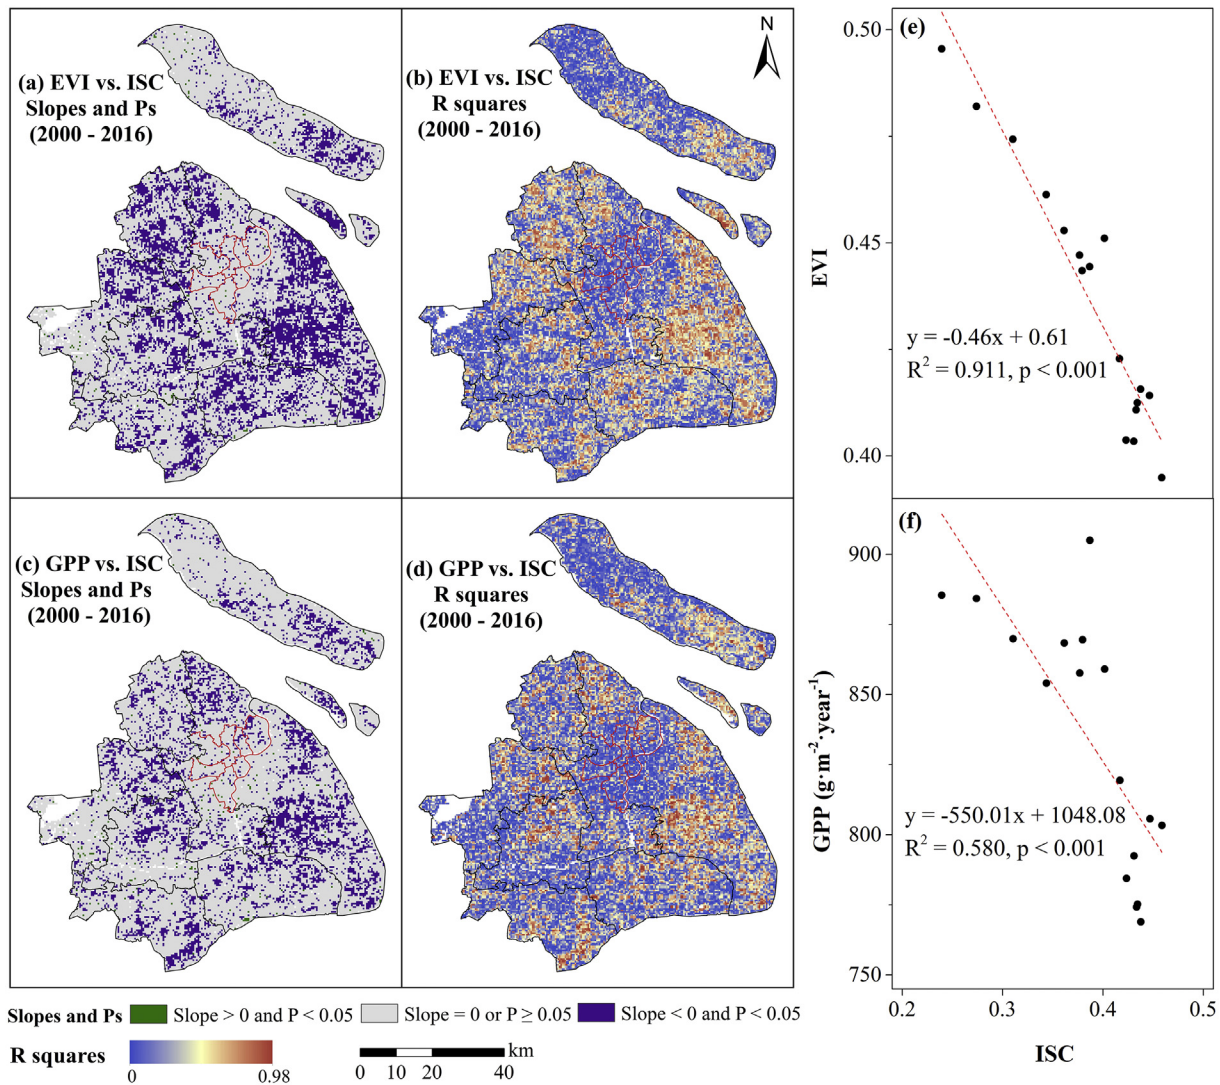 (a) EVI vs. ISC
Slopes and Ps
(2000 - 2016)
(b) EVI vs. ISC
R squares
(2000 - 2016)
N
(c) GPP vs. ISC
Slopes and Ps
(2000 - 2016)
(d) GPP vs. ISC
R squares
(2000 - 2016)
Slopes and Ps
Slope > 0 and P < 0.05
Slope = 0 or P ≥ 0.05
Slope < 0 and P < 0.05
R squares
0
0.98
km
0 10 20 40
(e)
0.50
0.45
0.40
EVI
y = -0.46x + 0.61
R² = 0.911, p < 0.001
(f)
900
850
800
750
GPP (g·m⁻²·year⁻¹)
y = -550.01x + 1048.08
R² = 0.580, p < 0.001
0.2 0.3 0.4 0.5
ISC